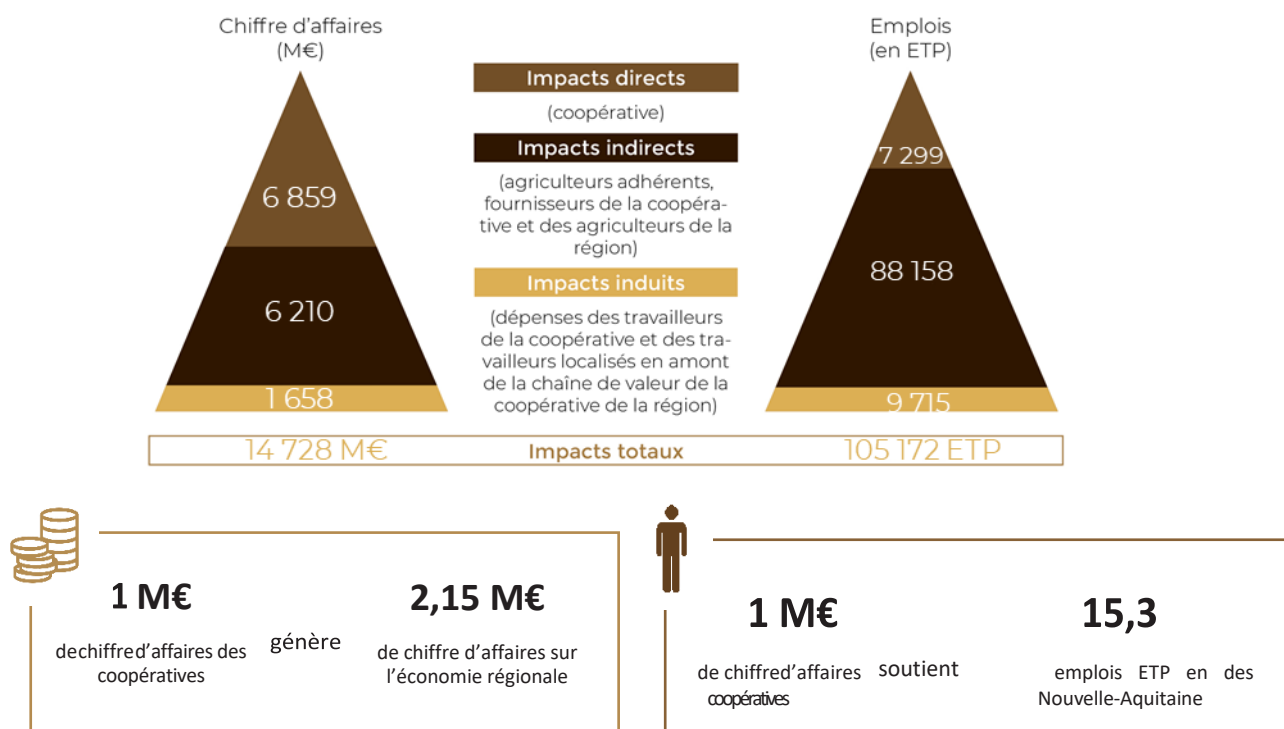 Chiffre d'affaires
(M€)
6 859
6 210
1 658
Impacts directs
(coopérative)
Impacts indirects
(agriculteurs adhérents,
fournisseurs de la coopéra-
tive et des agriculteurs de la
région)
Impacts induits
(dépenses des travailleurs
de la coopérative et des tra-
vailleurs localisés en amont
de la chaîne de valeur de la
coopérative de la région)
Emplois
(en ETP)
7 299
88 158
9 715
14 728 M€ Impacts totaux 105 172 ETP
1 M€
dechiffred'affaires des
coopératives
génère
2,15 M€
de chiffre d'affaires sur
l'économie régionale
1 M€
de chiffred'affaires
coopératives
soutient
15,3
emplois ETP en des
Nouvelle-Aquitaine